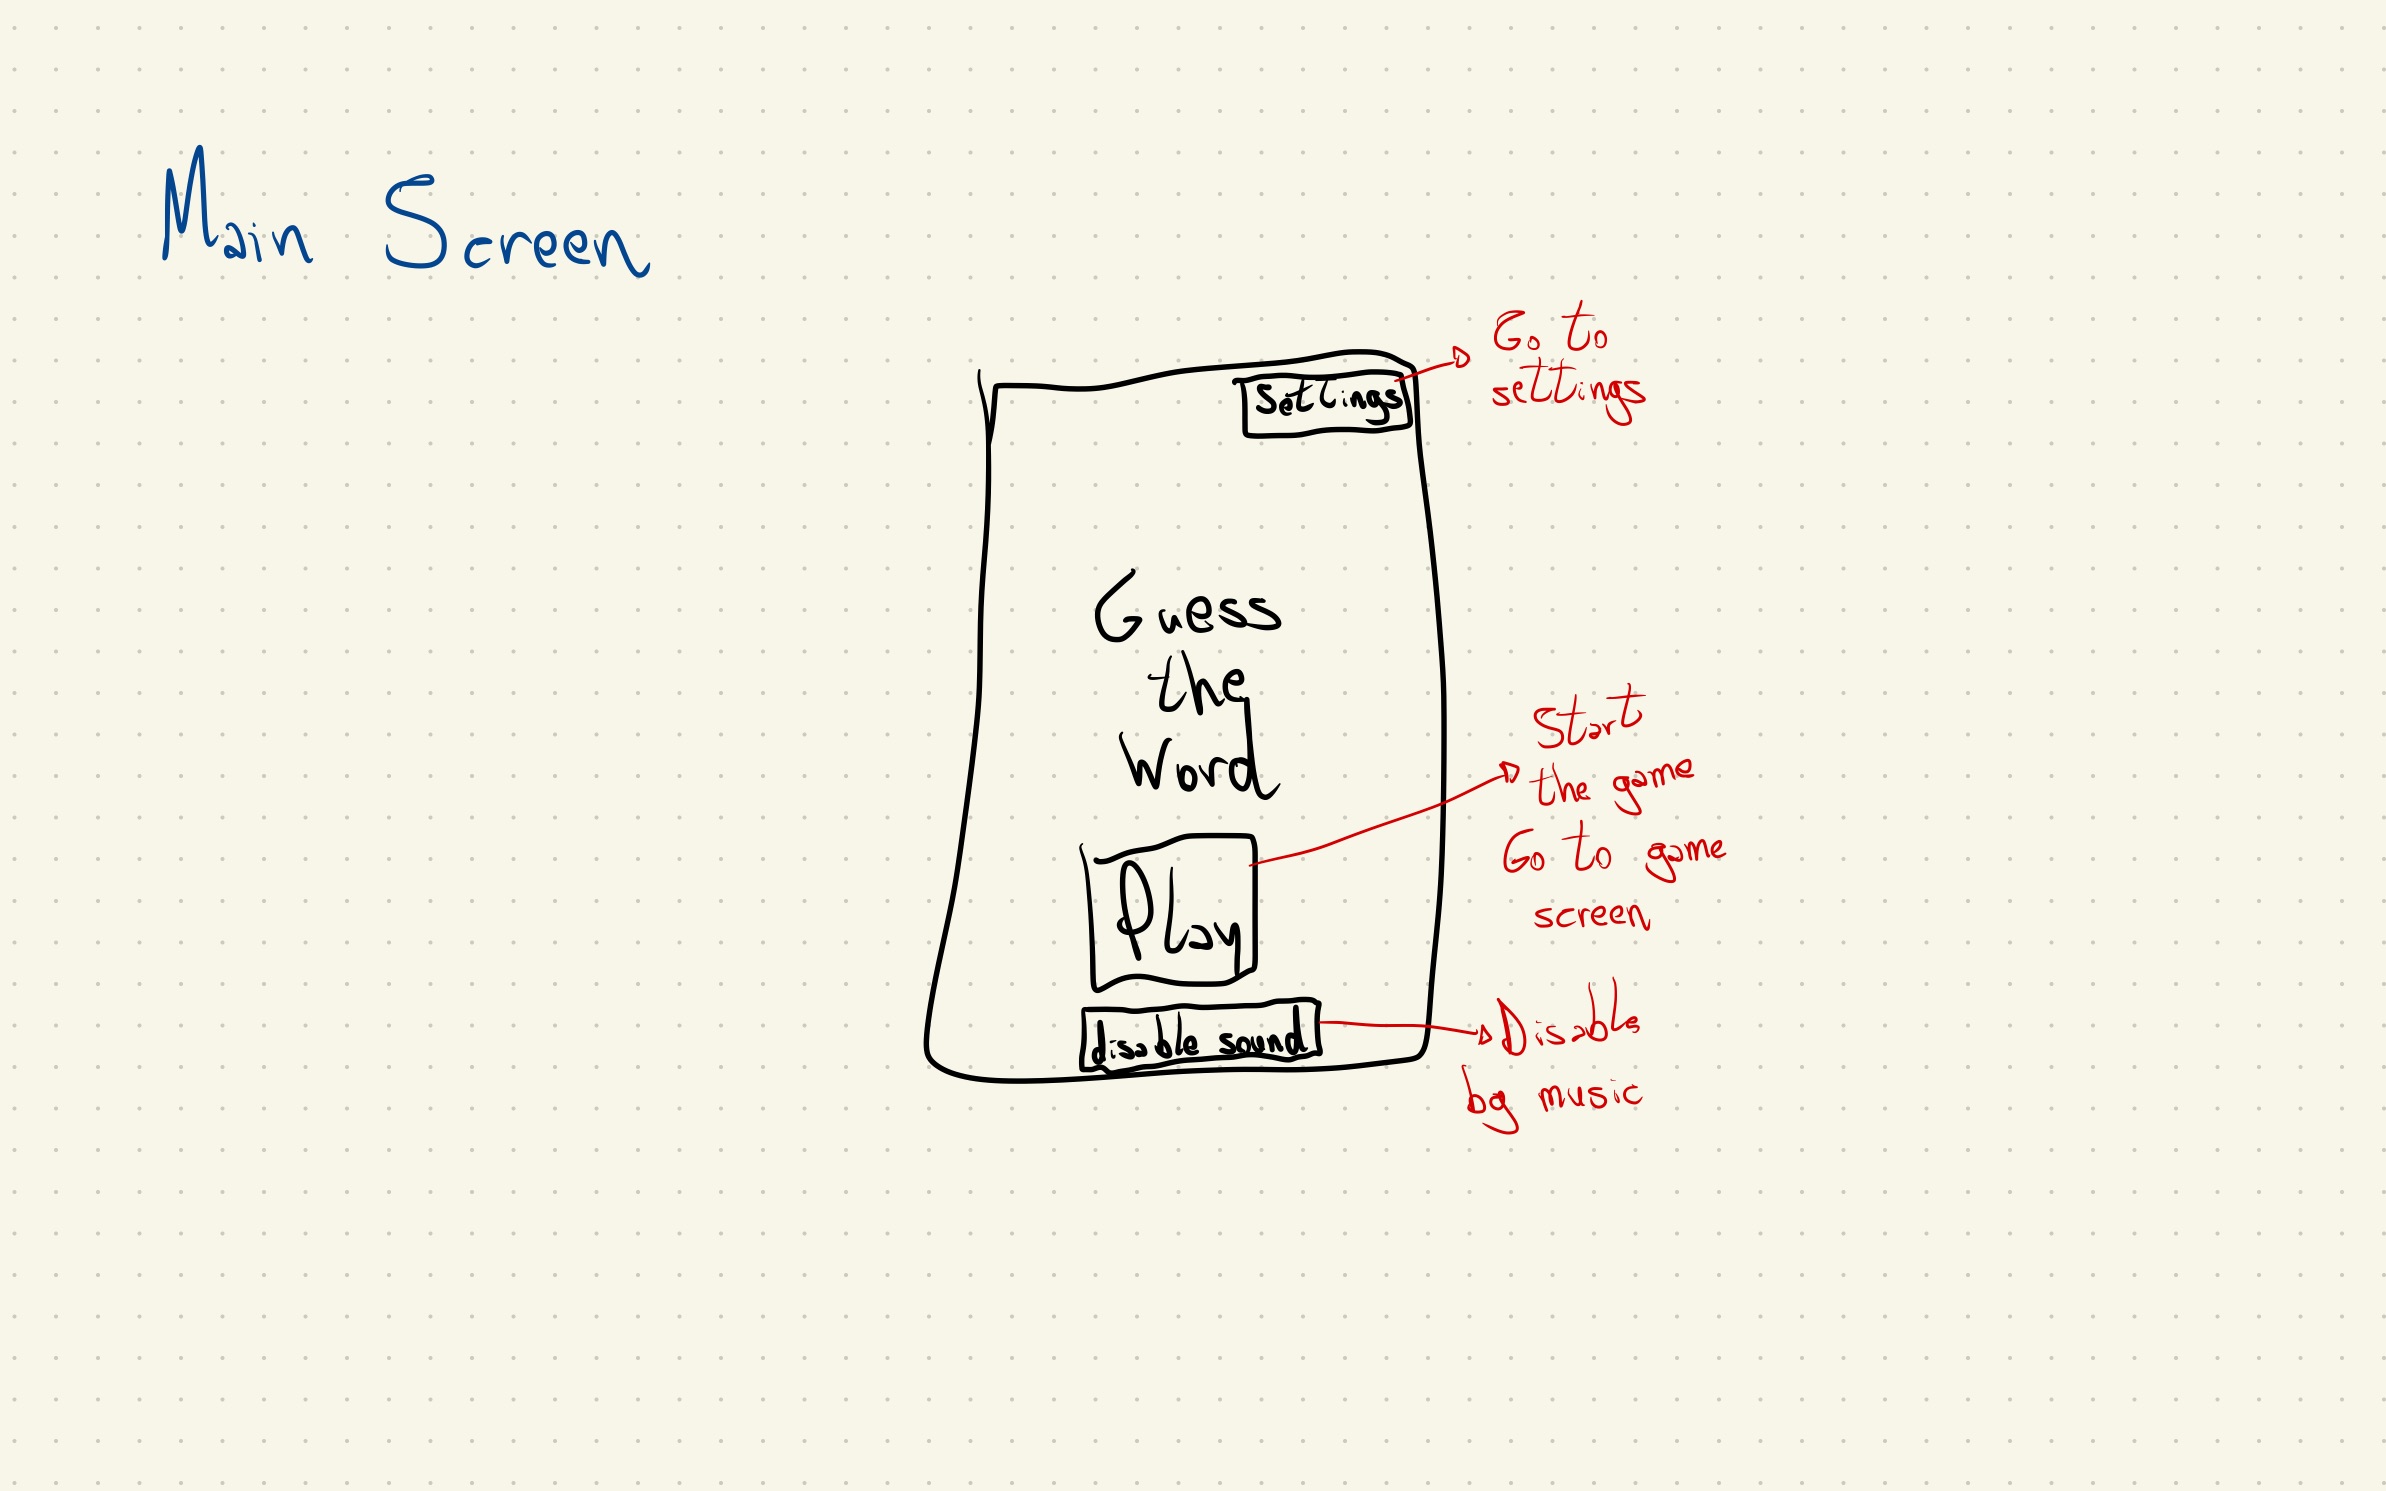 Main Screen
Settings
Go to
settings
Guess
the
Word
Start
the game
Go to game
screen
Play
disable sound
Disable
bg music